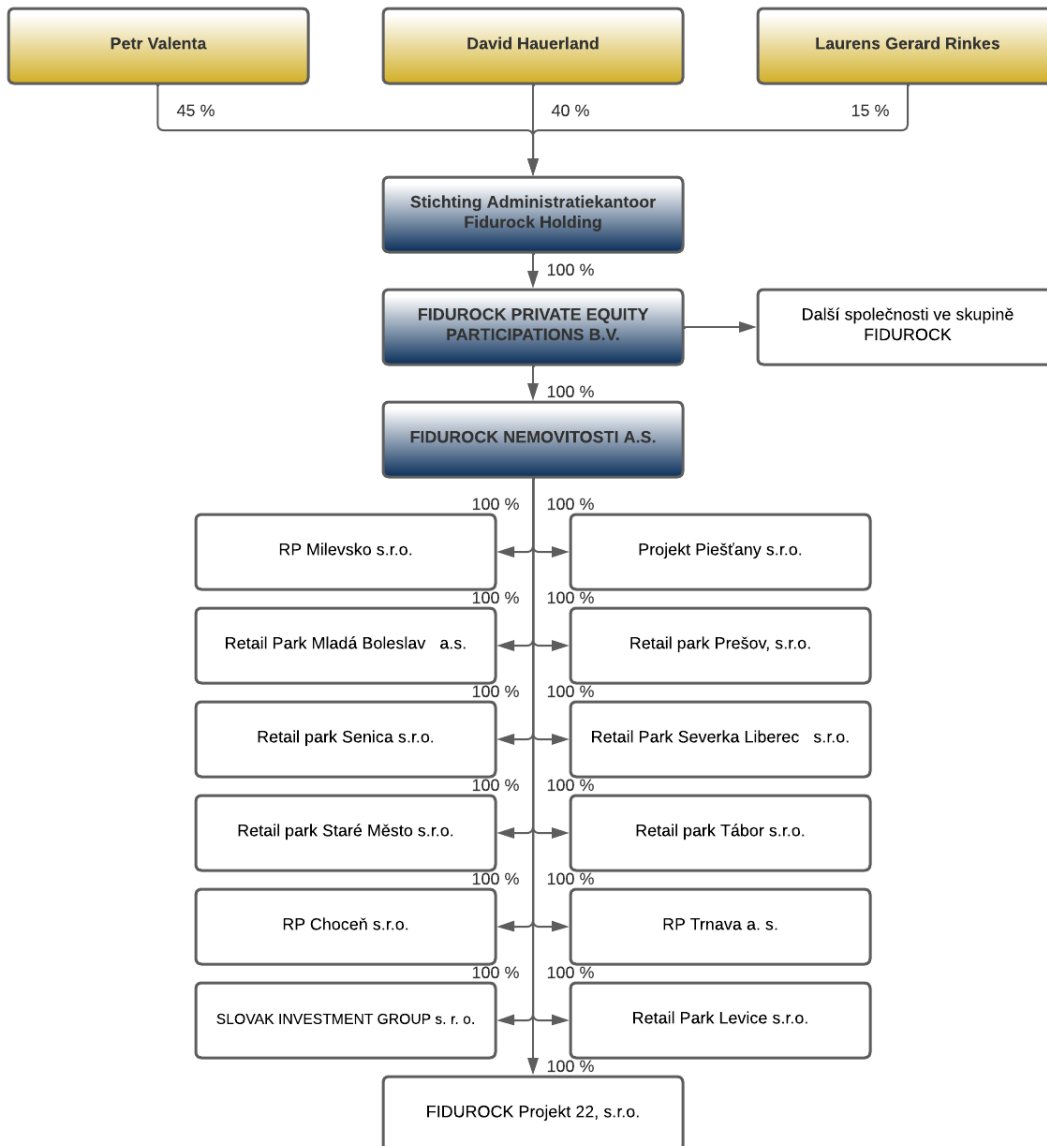 Petr Valenta
David Hauerland
Laurens Gerard Rinkes
45 %
40 %
15 %
Stichting Administratiekantoor
Fidurock Holding
100 %
FIDUROCK PRIVATE EQUITY
PARTICIPATIONS B.V.
Další společnosti ve skupině
FIDUROCK
100 %
FIDUROCK NEMOVITOSTI A.S.
100 %
100 %
RP Milevsko s.r.o.
Projekt Piešťany s.r.o.
100 %
100 %
Retail Park Mladá Boleslav a.s.
Retail park Prešov, s.r.o.
100 %
100 %
Retail park Senica s.r.o.
Retail Park Severka Liberec s.r.o.
100 %
100 %
Retail park Staré Město s.r.o.
Retail park Tábor s.r.o.
100 %
100 %
RP Choceň s.r.o.
RP Trnava a. s.
100 %
100 %
SLOVAK INVESTMENT GROUP s. r. o.
Retail Park Levice s.r.o.
100 %
FIDUROCK Projekt 22, s.r.o.